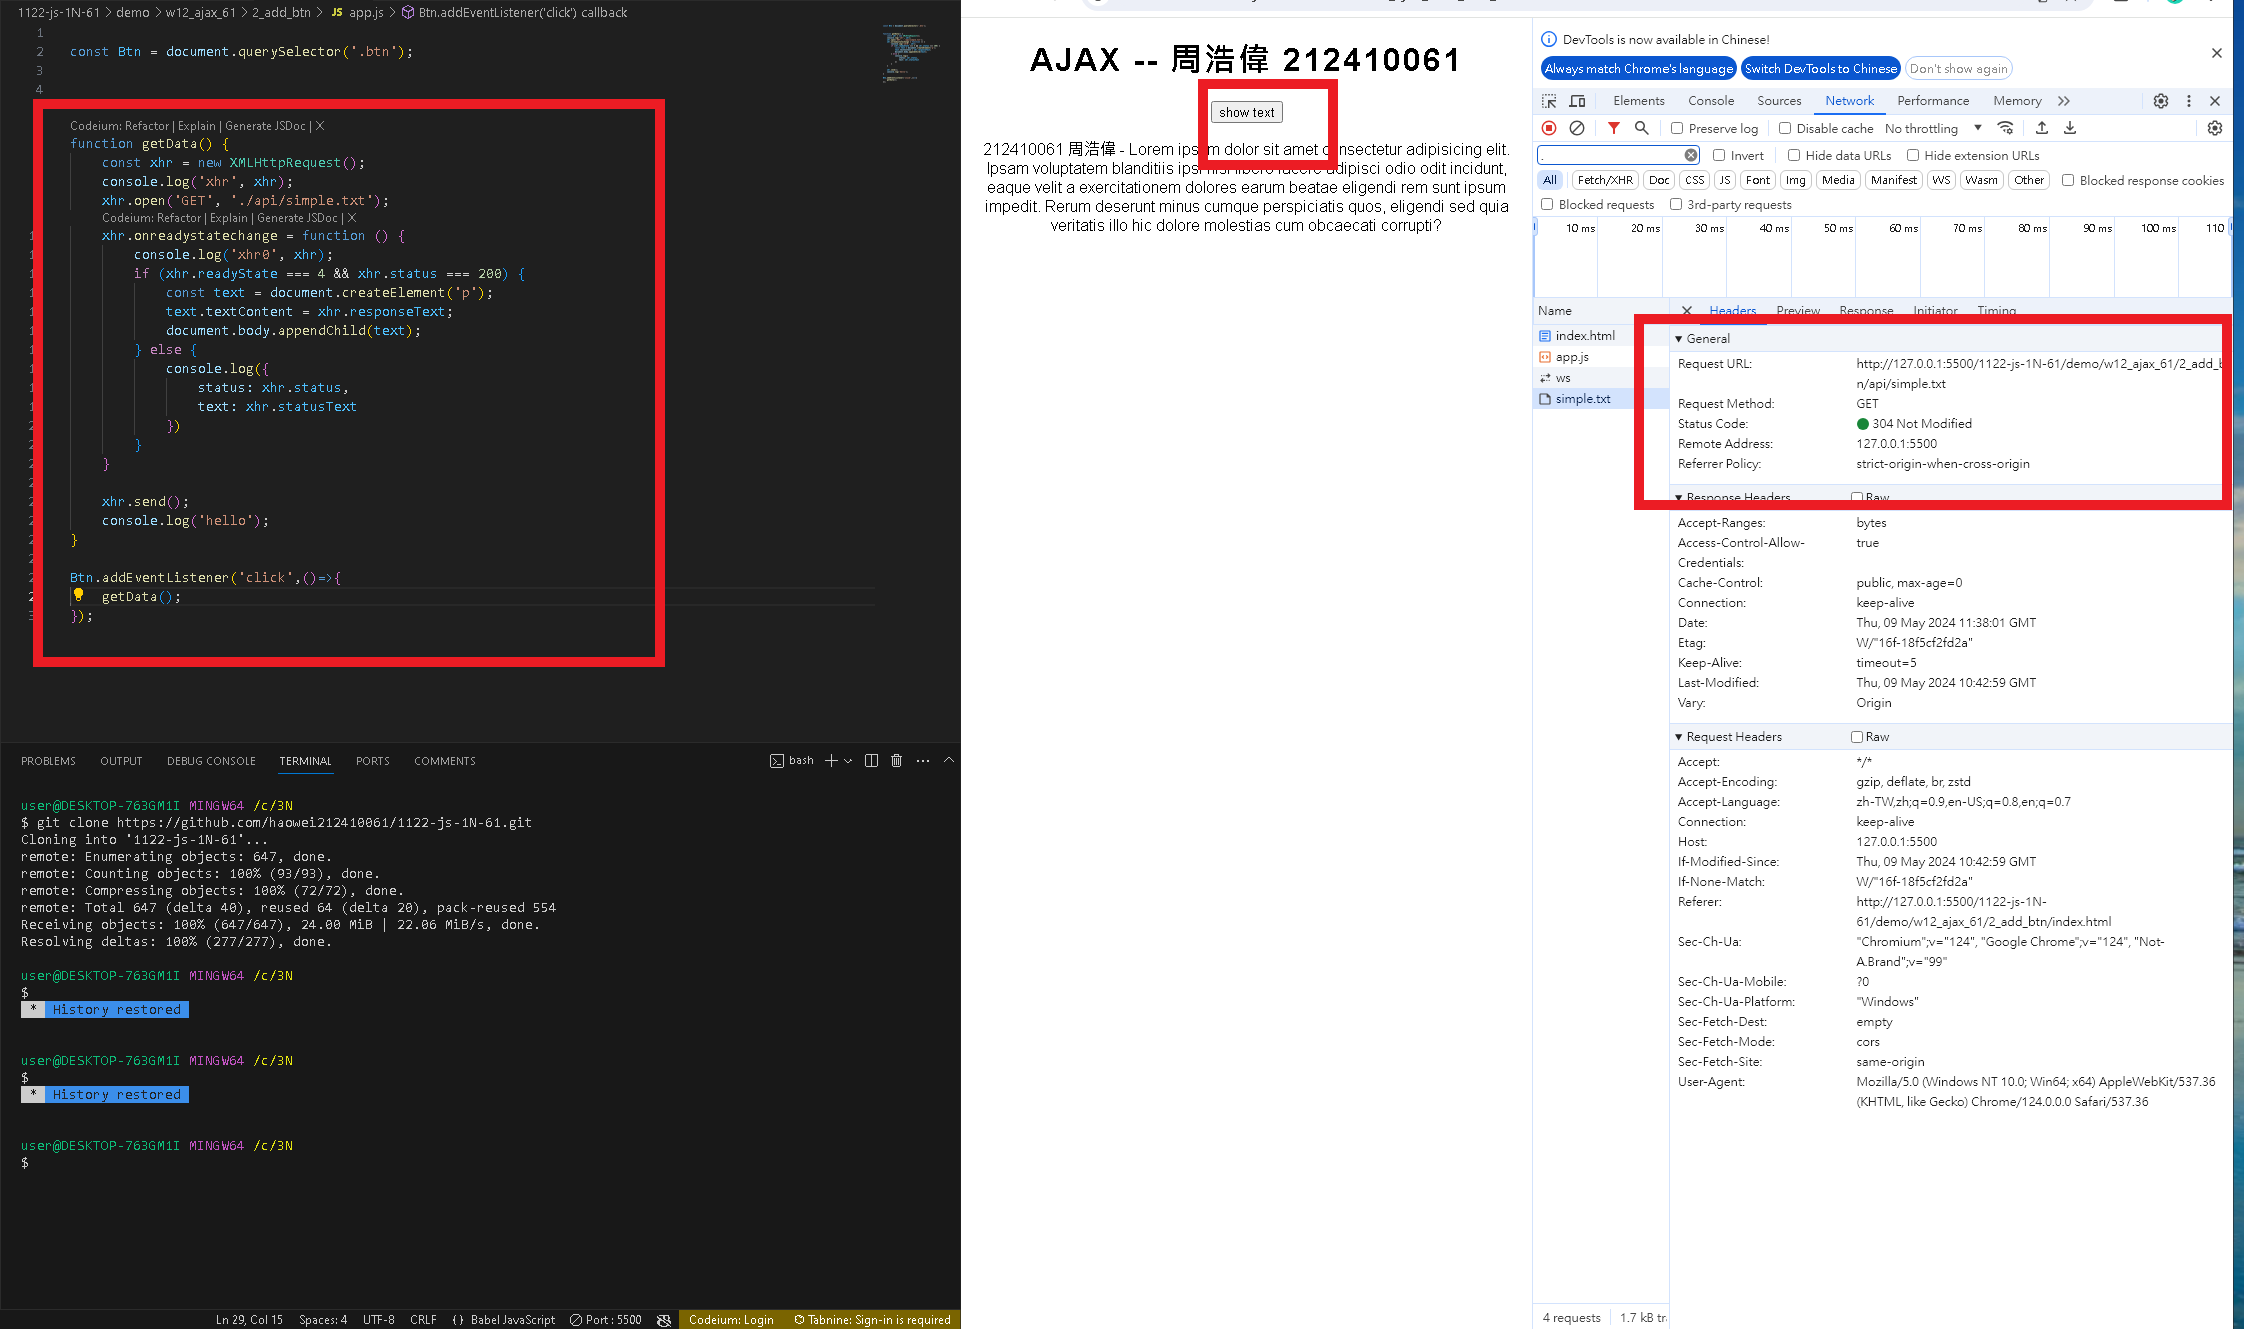 1122-js-1N-61 > demo > w12_ajax_61 > 2_add_btn > JS app.js > Btn.addEventListener('click') callback
1
2 const Btn = document.querySelector('.btn');
3
4
Codeium: Refactor | Explain | Generate JSDoc | X
function getData() {
const xhr = new XMLHttpRequest();
console.log('xhr', xhr);
xhr.open('GET', './api/simple.txt');
Codeium: Refactor | Explain | Generate JSDoc | X
xhr.onreadystatechange = function () {
console.log('xhr0', xhr);
if (xhr.readyState === 4 && xhr.status === 200) {
const text = document.createElement('p');
text.textContent = xhr.responseText;
document.body.appendChild(text);
} else {
console.log({
status: xhr.status,
text: xhr.statusText
})
}
}
xhr.send();
console.log('hello');
}
Btn.addEventListener('click',()=>{
getData();
});
PROBLEMS OUTPUT DEBUG CONSOLE TERMINAL PORTS COMMENTS bash
user@DESKTOP-763GM1I MINGW64 /c/3N
$ git clone https://github.com/haowei212410061/1122-js-1N-61.git
Cloning into '1122-js-1N-61'...
remote: Enumerating objects: 647, done.
remote: Counting objects: 100% (93/93), done.
remote: Compressing objects: 100% (72/72), done.
remote: Total 647 (delta 40), reused 64 (delta 20), pack-reused 554
Receiving objects: 100% (647/647), 24.00 MiB | 22.06 MiB/s, done.
Resolving deltas: 100% (277/277), done.
user@DESKTOP-763GM1I MINGW64 /c/3N
$
* History restored
user@DESKTOP-763GM1I MINGW64 /c/3N
$
* History restored
user@DESKTOP-763GM1I MINGW64 /c/3N
$
Ln 29, Col 15 Spaces: 4 UTF-8 CRLF {} Babel JavaScript Port : 5500 Codeium: Login Tabnine: Sign-in is required
AJAX -- 周浩偉 212410061
show text
212410061 周浩偉 - Lorem ipsum dolor sit amet consectetur adipisicing elit.
Ipsam voluptatem blanditiis ipsa nisi libero facere adipisci odio odit incidunt,
eaque velit a exercitationem dolores earum beatae eligendi rem sunt ipsum
impedit. Rerum deserunt minus cumque perspiciatis quos, eligendi sed quia
veritatis illo hic dolore molestias cum obcaecati corrupti?
DevTools is now available in Chinese!
Always match Chrome's language Switch DevTools to Chinese Don't show again
Elements Console Sources Network Performance Memory
Preserve log Disable cache No throttling
. Invert Hide data URLs Hide extension URLs
All Fetch/XHR Doc CSS JS Font Img Media Manifest WS Wasm Other Blocked response cookies
Blocked requests 3rd-party requests
10 ms 20 ms 30 ms 40 ms 50 ms 60 ms 70 ms 80 ms 90 ms 100 ms 110
Name Headers Preview Response Initiator Timing
index.html
app.js
ws
simple.txt
General
Request URL: http://127.0.0.1:5500/1122-js-1N-61/demo/w12_ajax_61/2_add_b
n/api/simple.txt
Request Method: GET
Status Code: 304 Not Modified
Remote Address: 127.0.0.1:5500
Referrer Policy: strict-origin-when-cross-origin
Response Headers Raw
Accept-Ranges: bytes
Access-Control-Allow- true
Credentials:
Cache-Control: public, max-age=0
Connection: keep-alive
Date: Thu, 09 May 2024 11:38:01 GMT
Etag: W/"16f-18f5cf2fd2a"
Keep-Alive: timeout=5
Last-Modified: Thu, 09 May 2024 10:42:59 GMT
Vary: Origin
Request Headers Raw
Accept: */*
Accept-Encoding: gzip, deflate, br, zstd
Accept-Language: zh-TW,zh;q=0.9,en-US;q=0.8,en;q=0.7
Connection: keep-alive
Host: 127.0.0.1:5500
If-Modified-Since: Thu, 09 May 2024 10:42:59 GMT
If-None-Match: W/"16f-18f5cf2fd2a"
Referer: http://127.0.0.1:5500/1122-js-1N-
61/demo/w12_ajax_61/2_add_btn/index.html
Sec-Ch-Ua: "Chromium";v="124", "Google Chrome";v="124", "Not-
A.Brand";v="99"
Sec-Ch-Ua-Mobile: ?0
Sec-Ch-Ua-Platform: "Windows"
Sec-Fetch-Dest: empty
Sec-Fetch-Mode: cors
Sec-Fetch-Site: same-origin
User-Agent: Mozilla/5.0 (Windows NT 10.0; Win64; x64) AppleWebKit/537.36
(KHTML, like Gecko) Chrome/124.0.0.0 Safari/537.36
4 requests 1.7 kB tr